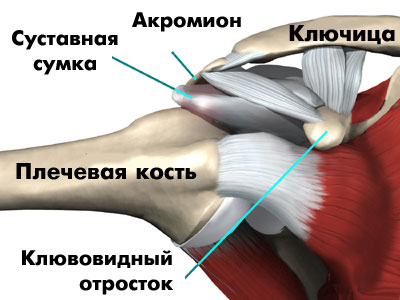 Акромион
Суставная
сумка
Ключица
Плечевая кость
Клювовидный
отросток